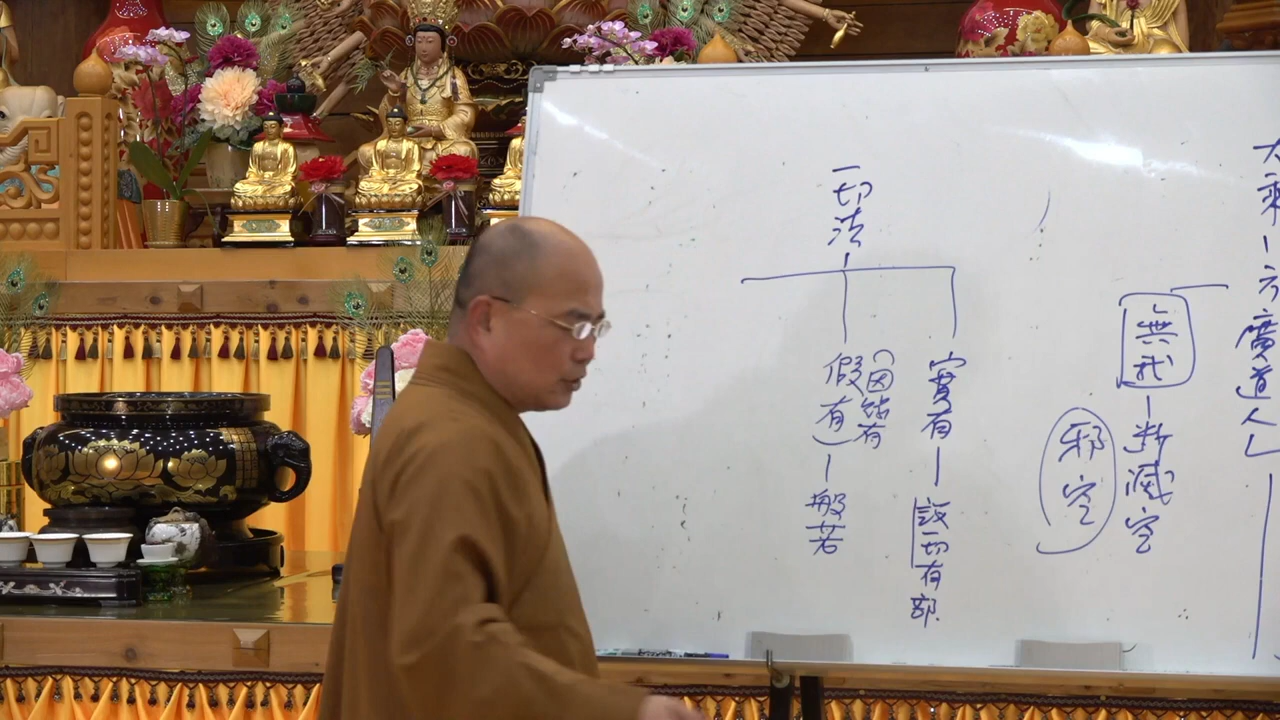 大乘－方廣道人
無我－斷滅空
邪空
一切法
實有－說一切有部
(因緣有
假有)－般若